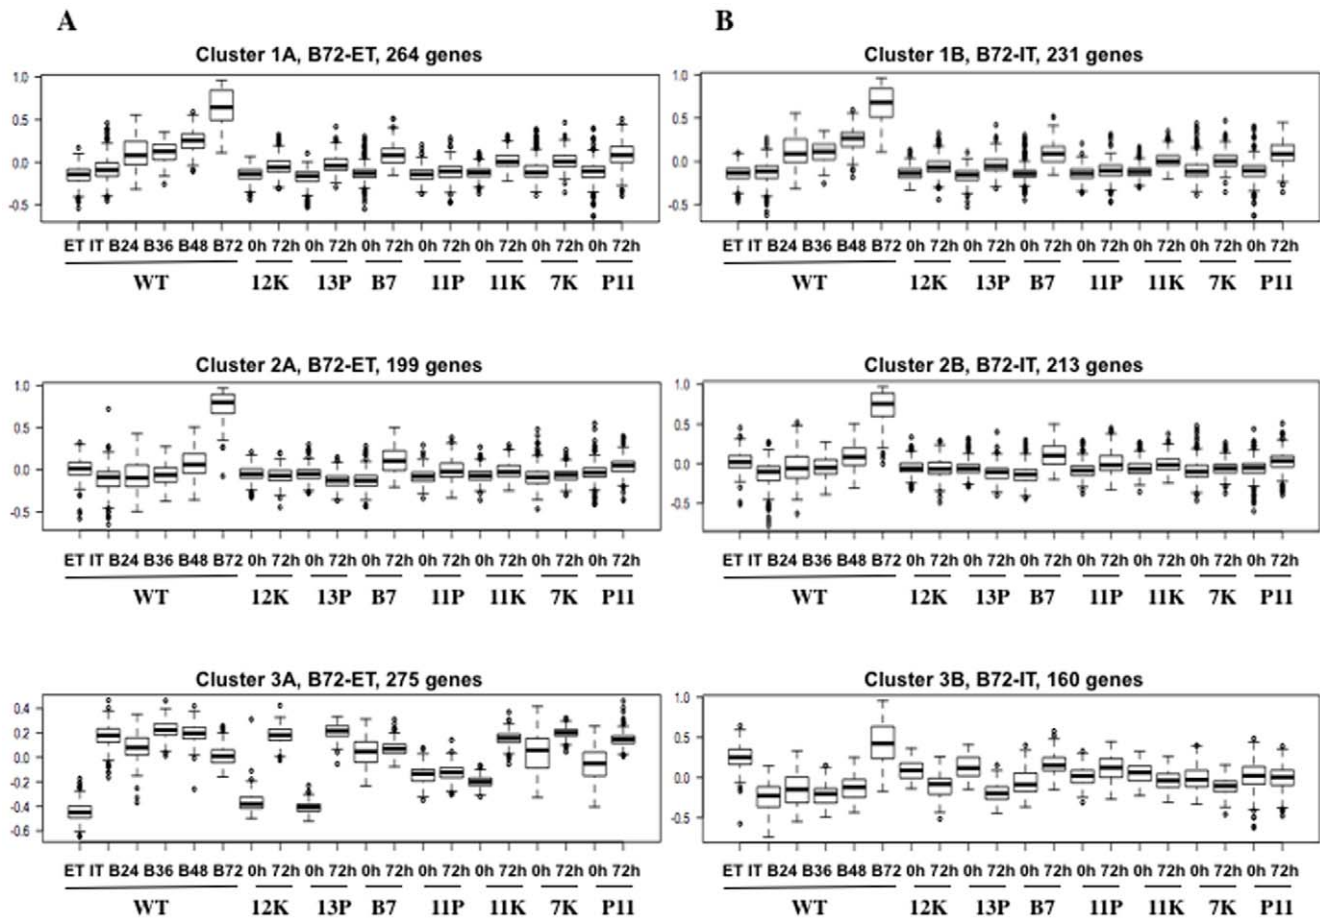 A
B
Cluster 1A, B72-ET, 264 genes
Cluster 1B, B72-IT, 231 genes
1.0
0.5
0.0
-0.5
1.0
0.5
0.0
-0.5
ET IT B24 B36 B48 B72 0h 72h 0h 72h 0h 72h 0h 72h 0h 72h 0h 72h 0h 72h
WT 12K 13P B7 11P 11K 7K P11
ET IT B24 B36 B48 B72 0h 72h 0h 72h 0h 72h 0h 72h 0h 72h 0h 72h 0h 72h
WT 12K 13P B7 11P 11K 7K P11
Cluster 2A, B72-ET, 199 genes
Cluster 2B, B72-IT, 213 genes
1.0
0.5
0.0
-0.5
1.0
0.5
0.0
-0.5
ET IT B24 B36 B48 B72 0h 72h 0h 72h 0h 72h 0h 72h 0h 72h 0h 72h 0h 72h
WT 12K 13P B7 11P 11K 7K P11
ET IT B24 B36 B48 B72 0h 72h 0h 72h 0h 72h 0h 72h 0h 72h 0h 72h 0h 72h
WT 12K 13P B7 11P 11K 7K P11
Cluster 3A, B72-ET, 275 genes
Cluster 3B, B72-IT, 160 genes
0.4
0.2
0.0
-0.2
-0.4
-0.6
1.0
0.5
0.0
-0.5
ET IT B24 B36 B48 B72 0h 72h 0h 72h 0h 72h 0h 72h 0h 72h 0h 72h 0h 72h
WT 12K 13P B7 11P 11K 7K P11
ET IT B24 B36 B48 B72 0h 72h 0h 72h 0h 72h 0h 72h 0h 72h 0h 72h 0h 72h
WT 12K 13P B7 11P 11K 7K P11